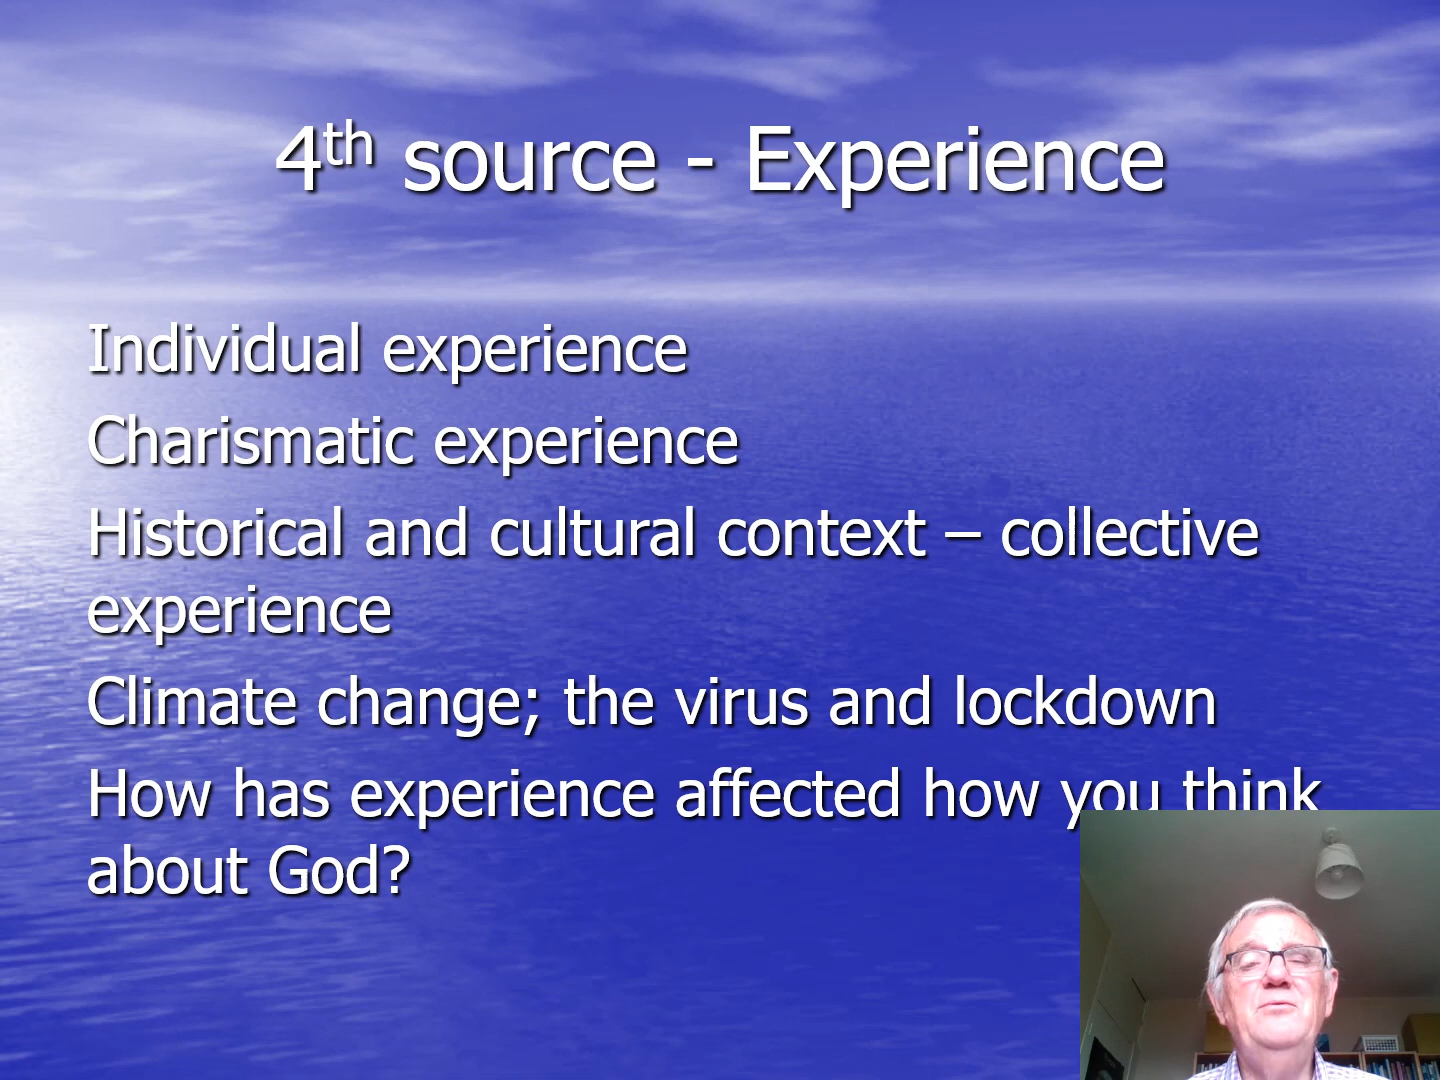 4th source - Experience
Individual experience
Charismatic experience
Historical and cultural context – collective
experience
Climate change; the virus and lockdown
How has experience affected how you think
about God?